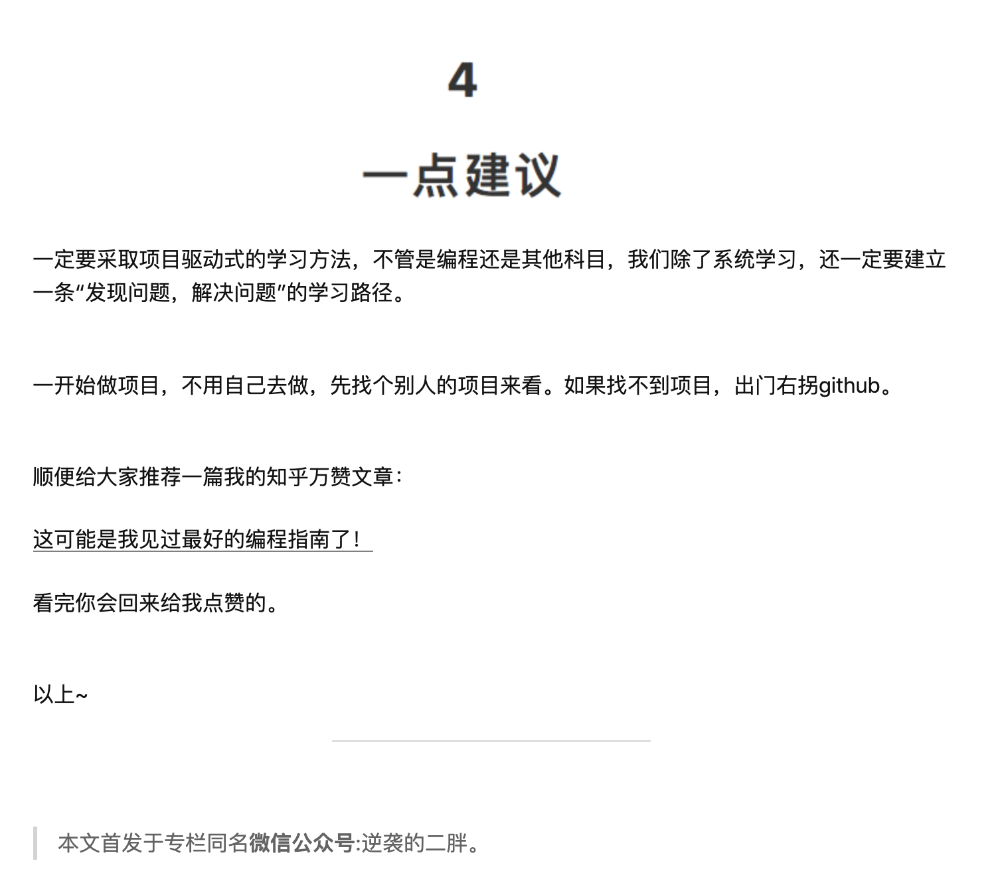 4
一点建议
一定要采取项目驱动式的学习方法，不管是编程还是其他科目，我们除了系统学习，还一定要建立
一条“发现问题，解决问题”的学习路径。
一开始做项目，不用自己去做，先找个别人的项目来看。如果找不到项目，出门右拐github。
顺便给大家推荐一篇我的知乎万赞文章：
这可能是我见过最好的编程指南了！
看完你会回来给我点赞的。
以上~
本文首发于专栏同名微信公众号:逆袭的二胖。